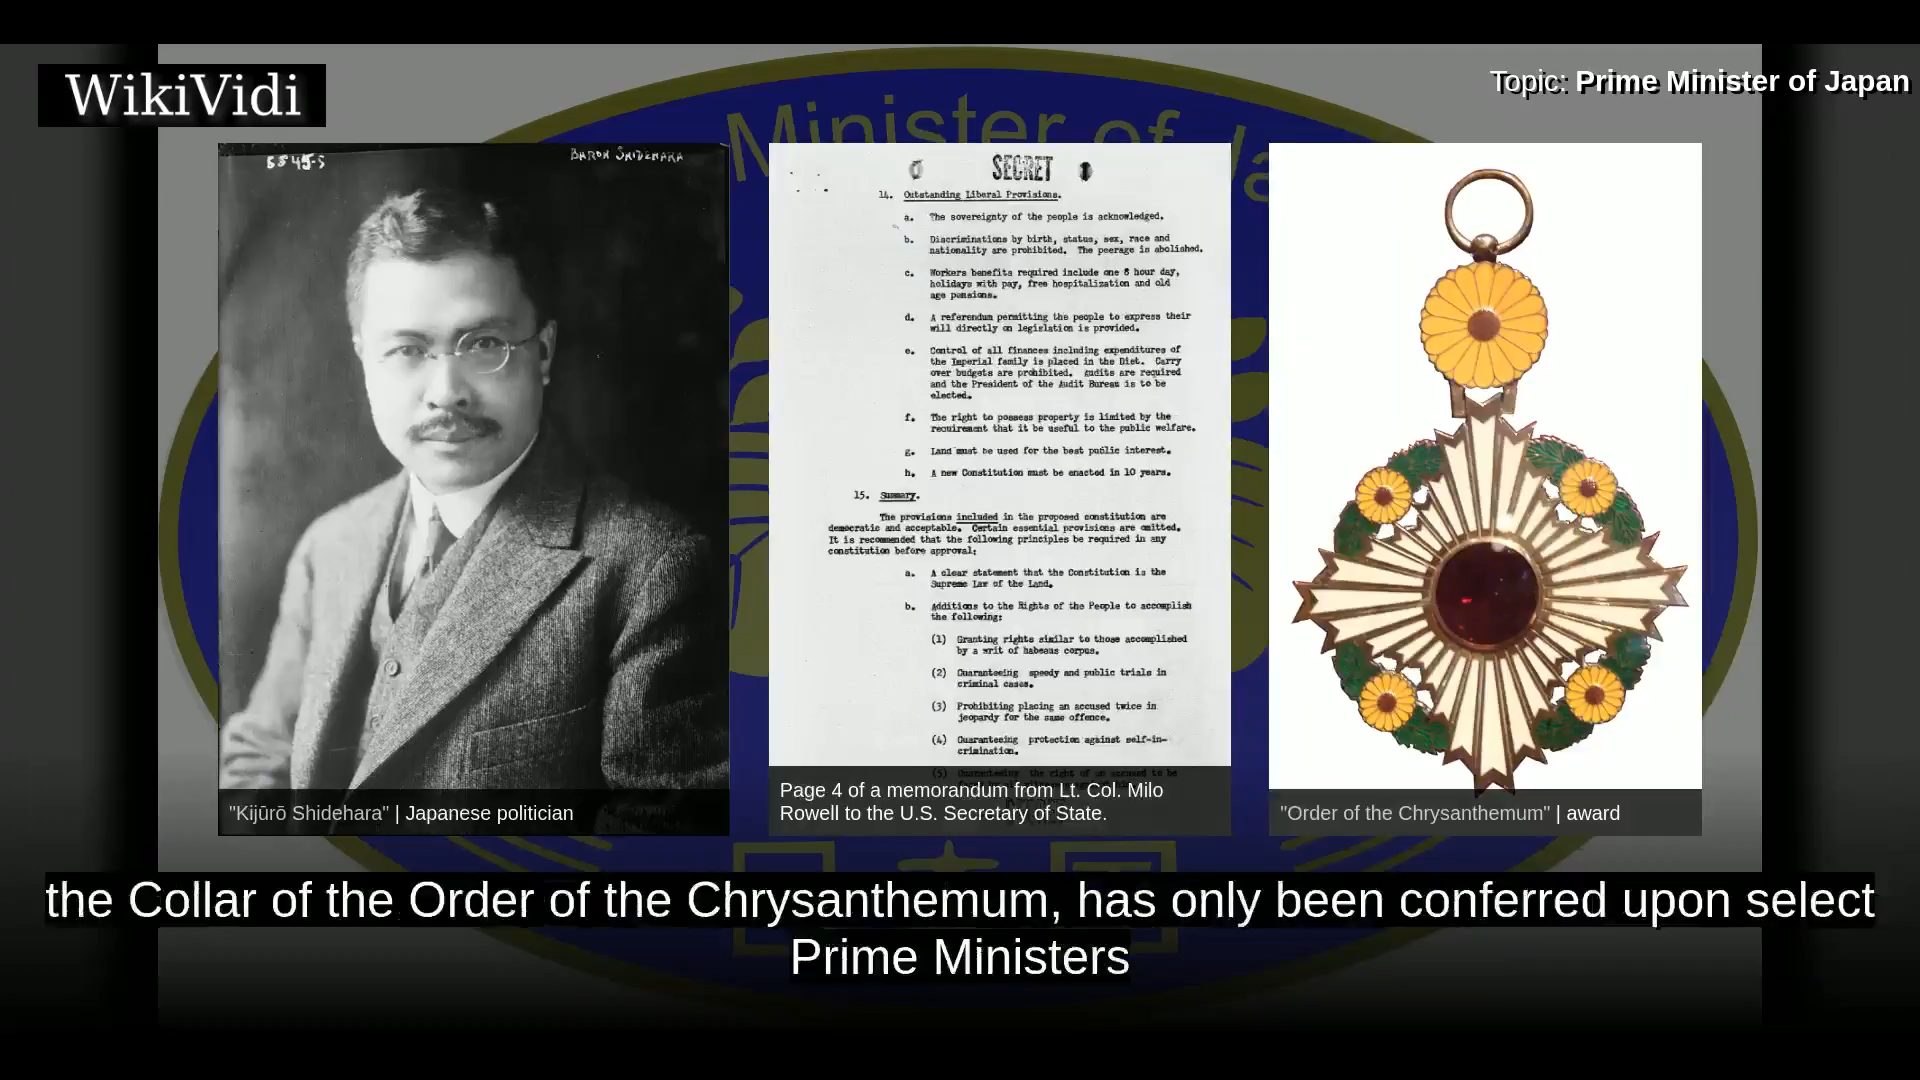 WikiVidi
Topic: Prime Minister of Japan
Minister of Ja
5845-5
BARON SHIDEHARA
"Kijūrō Shidehara" | Japanese politician
SECRET
14. Outstanding Liberal Provisions.
a. The sovereignty of the people is acknowledged.
b. Discriminations by birth, status, sex, race and
nationality are prohibited. The peerage is abolished.
c. Workers benefits required include one 8 hour day,
holidays with pay, free hospitalization and old
age pensions.
d. A referendum permitting the people to express their
will directly on legislation is provided.
e. Control of all finances including expenditures of
the Imperial family is placed in the Diet. Carry
over budgets are prohibited. Audits are required
and the President of the Audit Bureau is to be
elected.
f. The right to possess property is limited by the
requirement that it be useful to the public welfare.
g. Land must be used for the best public interest.
h. A new Constitution must be enacted in 10 years.
15. Summary.
The provisions included in the proposed constitution are
democratic and acceptable. Certain essential provisions are omitted.
It is recommended that the following principles be required in any
constitution before approval:
a. A clear statement that the Constitution is the
Supreme Law of the Land.
b. Additions to the Rights of the People to accomplish
the following:
(1) Granting rights similar to those accomplished
by a writ of habeas corpus.
(2) Guaranteeing speedy and public trials in
criminal cases.
(3) Prohibiting placing an accused twice in
jeopardy for the same offence.
(4) Guaranteeing protection against self-in-
crimination.
(5) Guaranteeing the right of an accused to be
Page 4 of a memorandum from Lt. Col. Milo
Rowell to the U.S. Secretary of State.
"Order of the Chrysanthemum" | award
the Collar of the Order of the Chrysanthemum, has only been conferred upon select
Prime Ministers